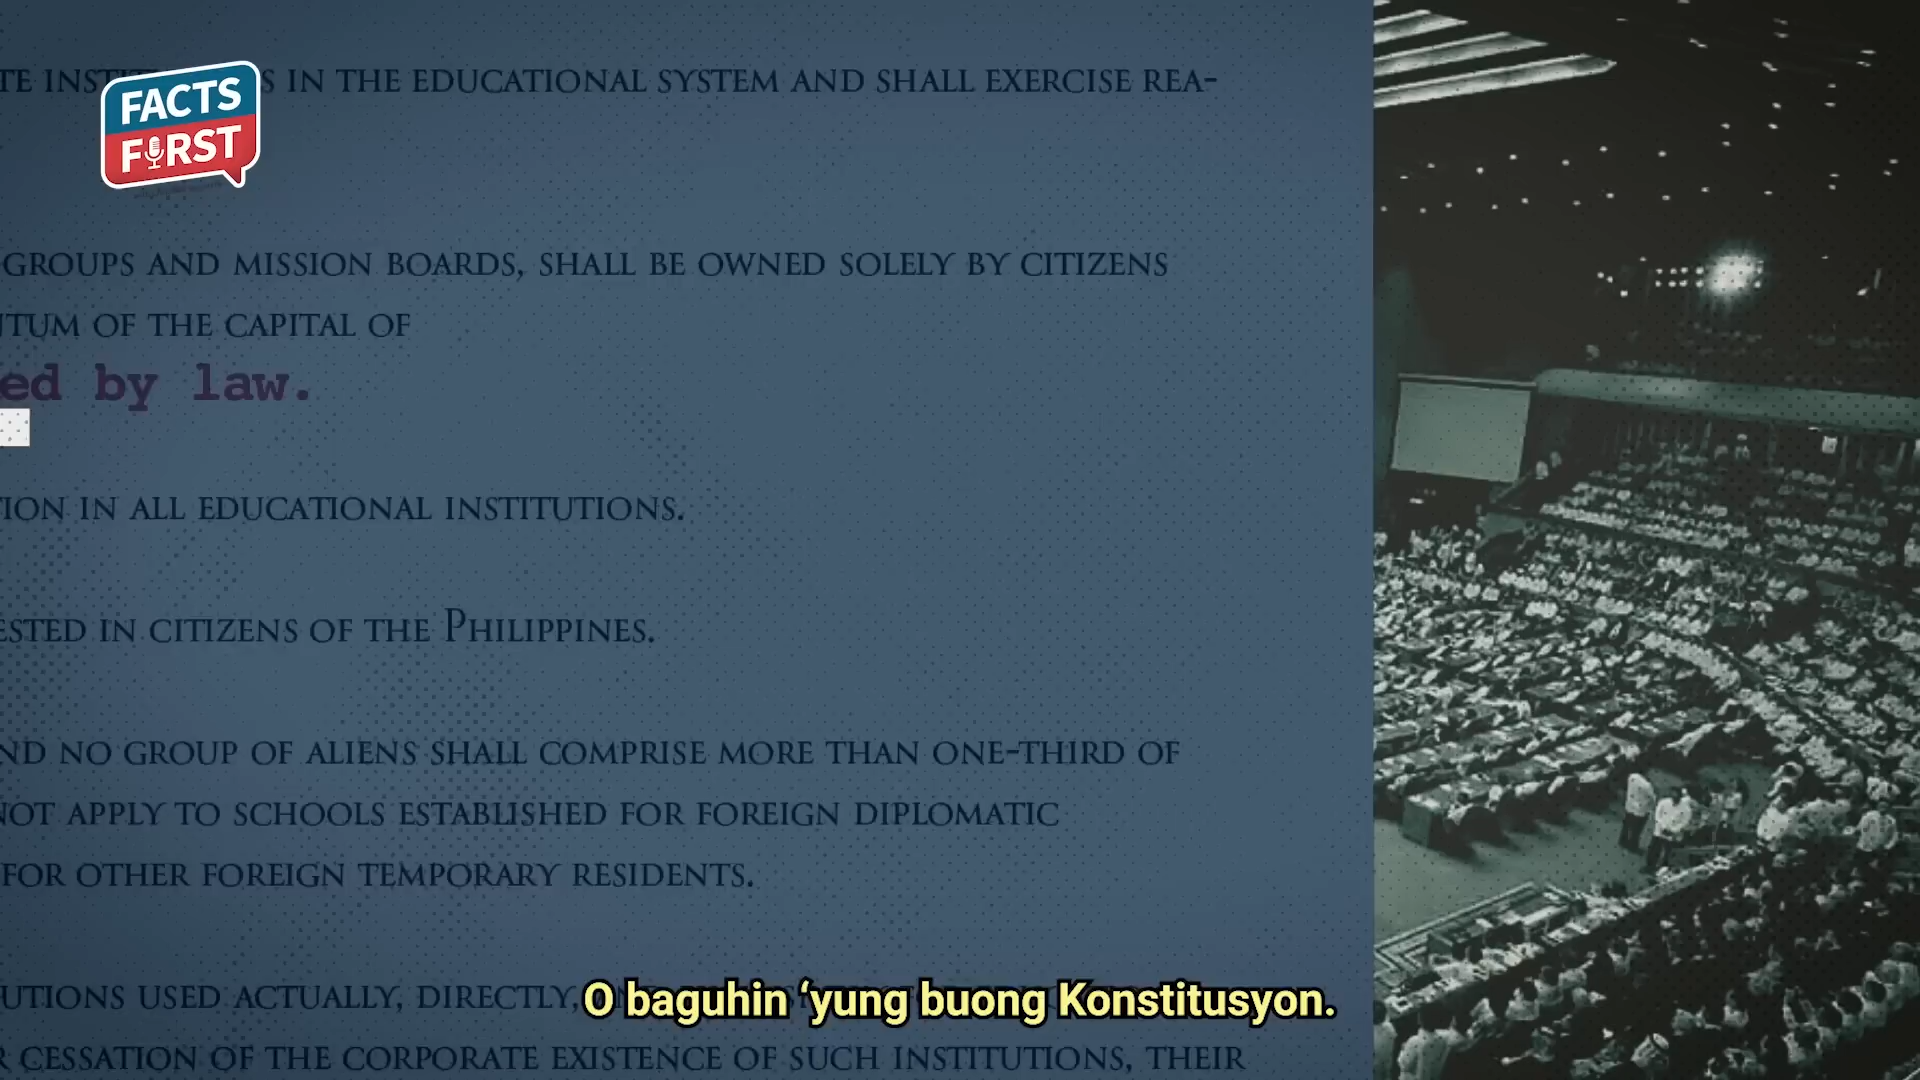 TE INST S IN THE EDUCATIONAL SYSTEM AND SHALL EXERCISE REA-
FACTS
FIRST
GROUPS AND MISSION BOARDS, SHALL BE OWNED SOLELY BY CITIZENS
NTUM OF THE CAPITAL OF
ed by law.
TION IN ALL EDUCATIONAL INSTITUTIONS.
ESTED IN CITIZENS OF THE PHILIPPINES.
ND NO GROUP OF ALIENS SHALL COMPRISE MORE THAN ONE-THIRD OF
NOT APPLY TO SCHOOLS ESTABLISHED FOR FOREIGN DIPLOMATIC
FOR OTHER FOREIGN TEMPORARY RESIDENTS.
UTIONS USED ACTUALLY, DIRECTLY,
O baguhin ‘yung buong Konstitusyon.
R CESSATION OF THE CORPORATE EXISTENCE OF SUCH INSTITUTIONS, THEIR